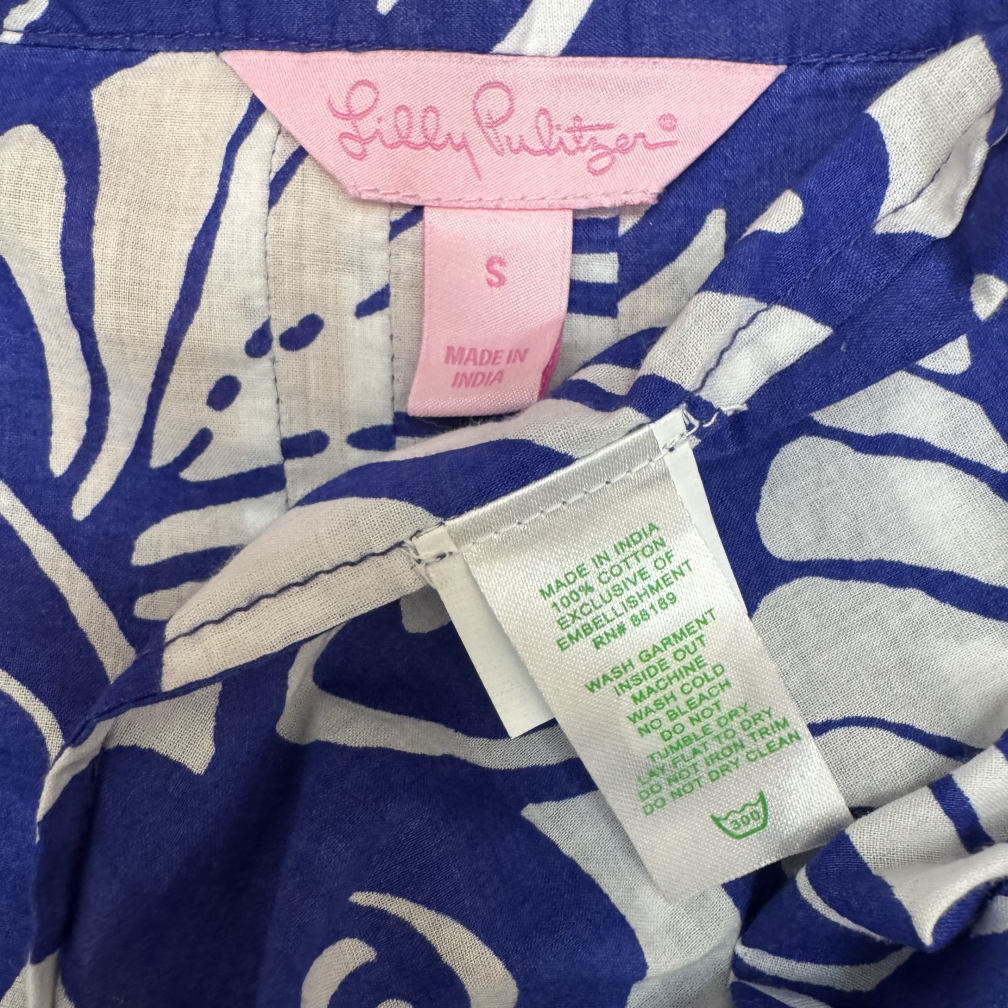 Lilly Pulitzer®
S
MADE IN
INDIA
MADE IN INDIA
100% COTTON
EXCLUSIVE OF
EMBELLISHMENT
RN# 88189
WASH GARMENT
INSIDE OUT
MACHINE
WASH COLD
NO BLEACH
DO NOT
TUMBLE DRY
LAY FLAT TO DRY
DO NOT IRON TRIM
DO NOT DRY CLEAN
300